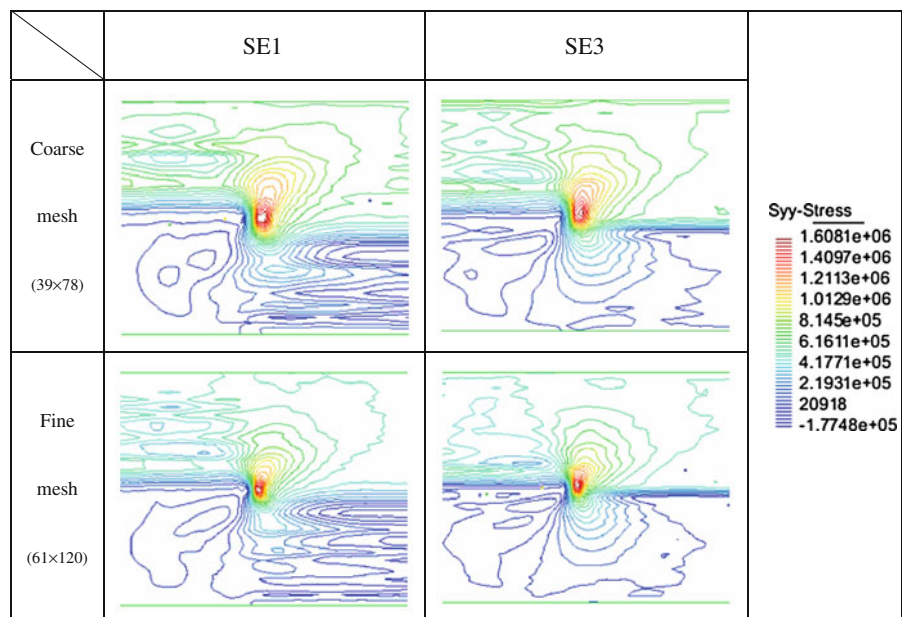 SE1
SE3
Coarse
mesh
(39×78)
Fine
mesh
(61×120)
Syy-Stress
1.6081e+06
1.4097e+06
1.2113e+06
1.0129e+06
8.145e+05
6.1611e+05
4.1771e+05
2.1931e+05
20918
-1.7748e+05